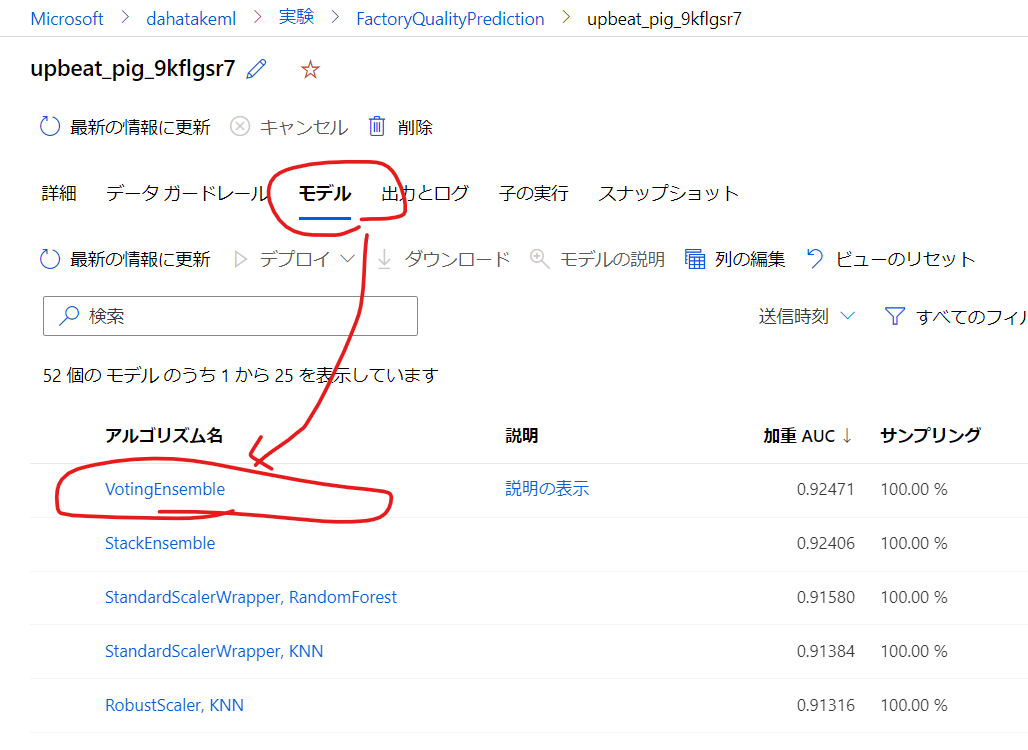 Microsoft > dahatakeml > 実験 > FactoryQualityPrediction > upbeat_pig_9kflgsr7
upbeat_pig_9kflgsr7
最新の情報に更新 キャンセル 削除
詳細 データ ガードレール モデル 出力とログ 子の実行 スナップショット
最新の情報に更新 デプロイ ダウンロード モデルの説明 列の編集 ビューのリセット
検索 送信時刻 すべてのフィル
52 個の モデル のうち 1 から 25 を表示しています
アルゴリズム名 説明 加重 AUC ↓ サンプリング
VotingEnsemble 説明の表示 0.92471 100.00 %
StackEnsemble 0.92406 100.00 %
StandardScalerWrapper, RandomForest 0.91580 100.00 %
StandardScalerWrapper, KNN 0.91384 100.00 %
RobustScaler, KNN 0.91316 100.00 %